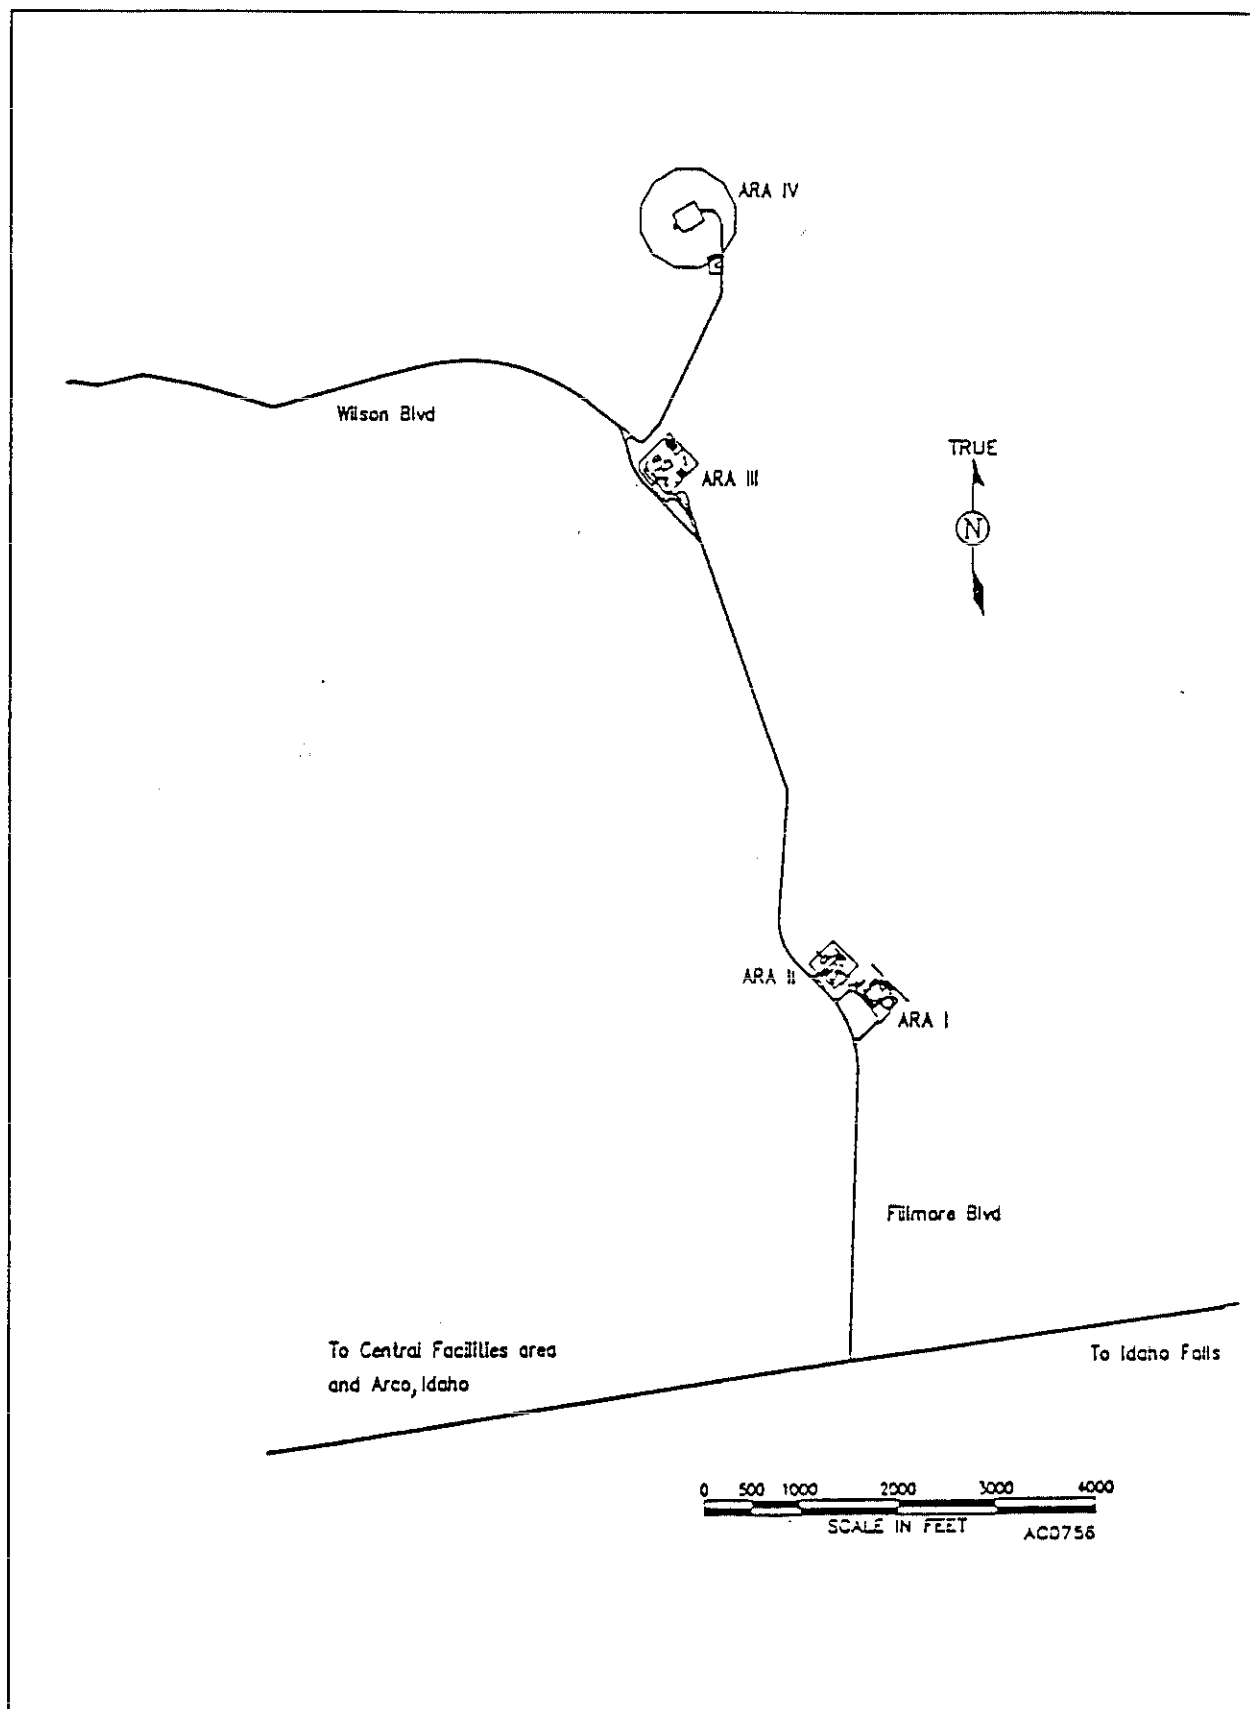 ARA IV
Wilson Blvd
TRUE
ARA III
N
ARA II
ARA I
Fillmore Blvd
To Central Facilities area
and Arco, Idaho
To Idaho Falls
0 500 1000 2000 3000 4000
SCALE IN FEET
AC0756